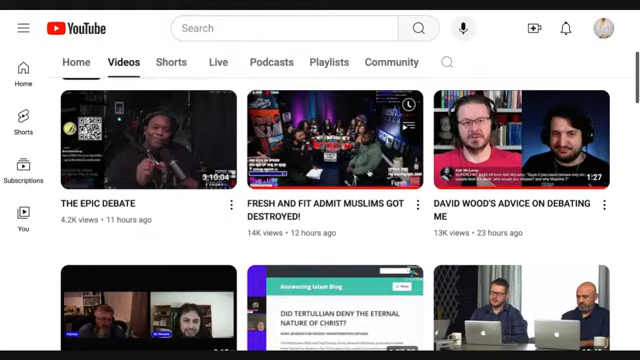 YouTube
Search
Home Videos Shorts Live Podcasts Playlists Community
Home
Shorts
Subscriptions
You
3:10:04
1:27
THE EPIC DEBATE
4.2K views • 11 hours ago
FRESH AND FIT ADMIT MUSLIMS GOT
DESTROYED!
14K views • 12 hours ago
DAVID WOOD'S ADVICE ON DEBATING
ME
13K views • 23 hours ago
Answering Islam Blog
DID TERTULLIAN DENY THE ETERNAL
NATURE OF CHRIST?